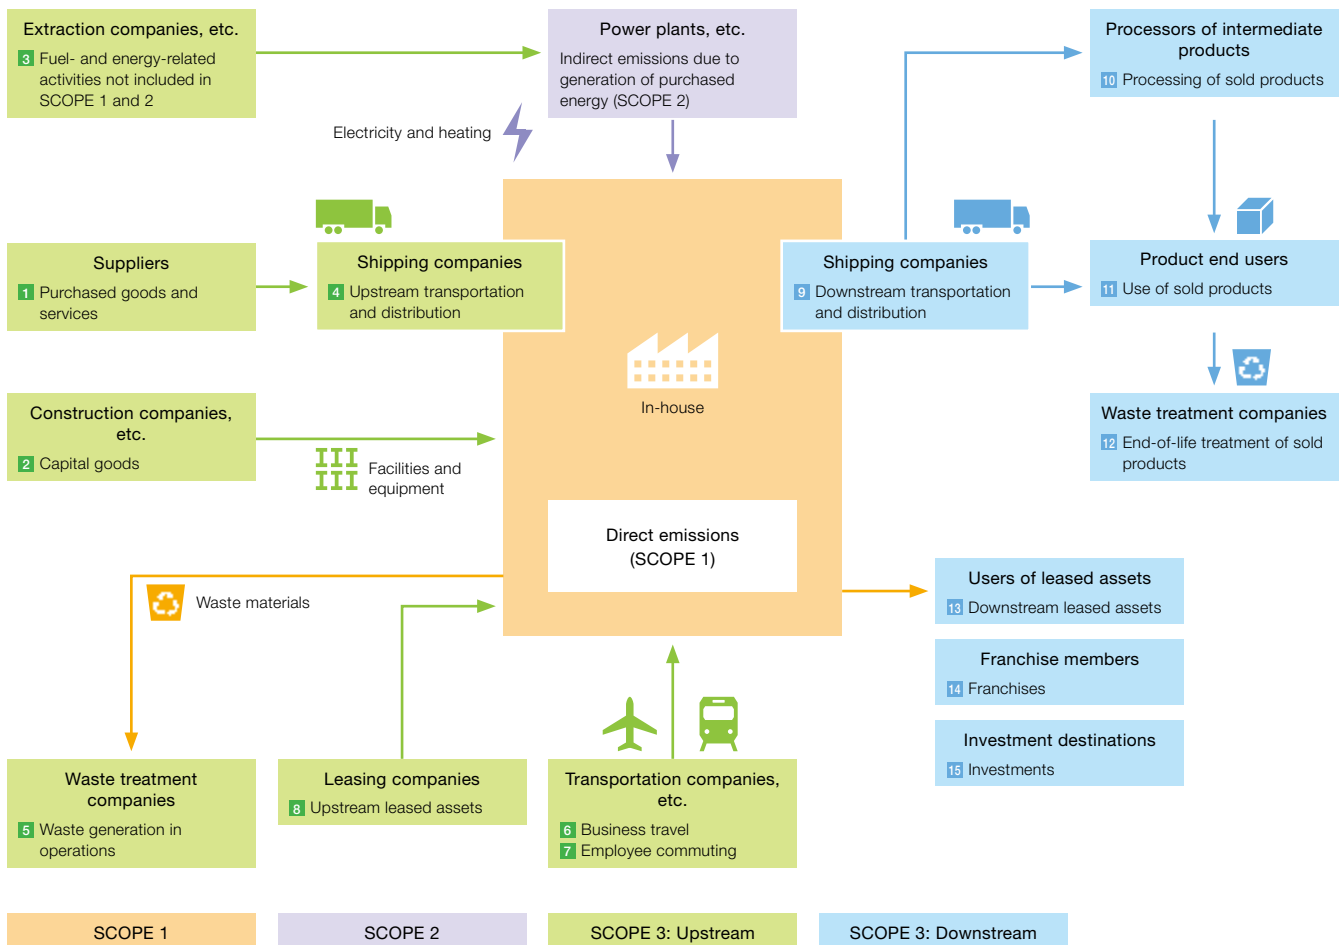 Extraction companies, etc.
3 Fuel- and energy-related
activities not included in
SCOPE 1 and 2
Power plants, etc.
Indirect emissions due to
generation of purchased
energy (SCOPE 2)
Processors of intermediate
products
10 Processing of sold products
Electricity and heating
Suppliers
1 Purchased goods and
services
Shipping companies
4 Upstream transportation
and distribution
Shipping companies
9 Downstream transportation
and distribution
Product end users
11 Use of sold products
In-house
Construction companies,
etc.
2 Capital goods
Facilities and
equipment
Waste treatment companies
12 End-of-life treatment of sold
products
Direct emissions
(SCOPE 1)
Waste materials
Users of leased assets
13 Downstream leased assets
Franchise members
14 Franchises
Investment destinations
15 Investments
Waste treatment
companies
5 Waste generation in
operations
Leasing companies
8 Upstream leased assets
Transportation companies,
etc.
6 Business travel
7 Employee commuting
SCOPE 1
SCOPE 2
SCOPE 3: Upstream
SCOPE 3: Downstream